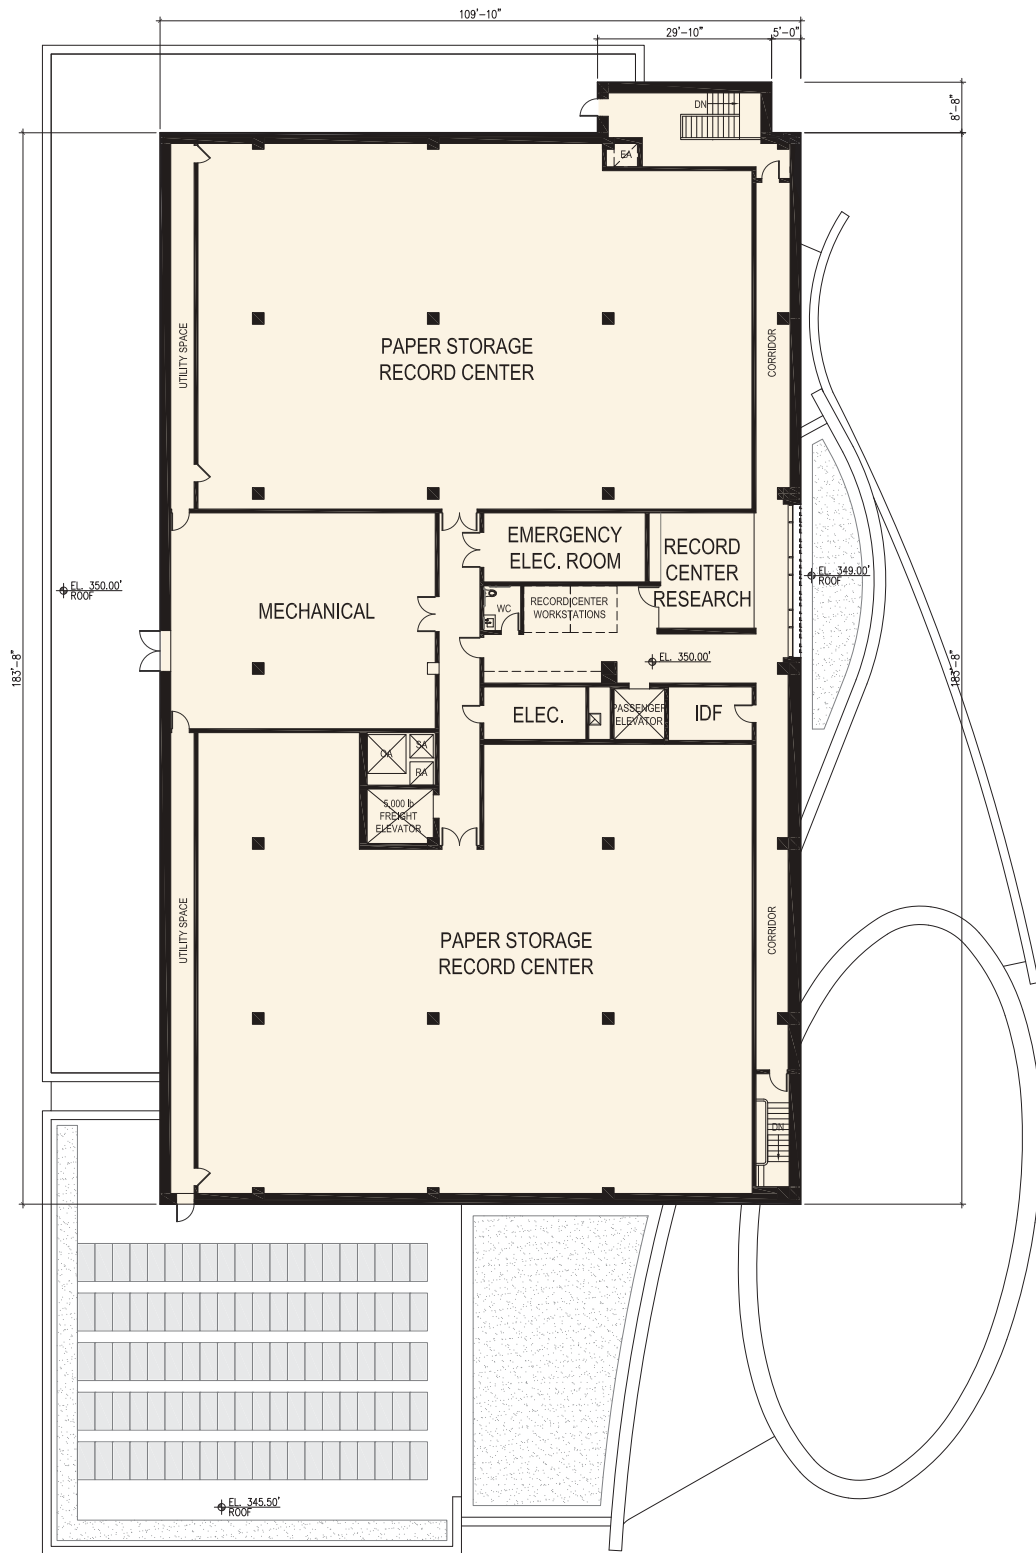 109'-10"
29'-10"
5'-0"
8'-8"
DN
EA
UTILITY SPACE
PAPER STORAGE
RECORD CENTER
CORRIDOR
EMERGENCY
ELEC. ROOM
RECORD
CENTER
RESEARCH
EL. 350.00'
ROOF
EL. 349.00'
ROOF
MECHANICAL
WC
RECORD CENTER
WORKSTATIONS
EL. 350.00'
183'-8"
183'-8"
ELEC.
PASSENGER
ELEVATOR
IDF
OA
SA
RA
5,000 lb
FREIGHT
ELEVATOR
UTILITY SPACE
PAPER STORAGE
RECORD CENTER
CORRIDOR
DN
EL. 345.50'
ROOF